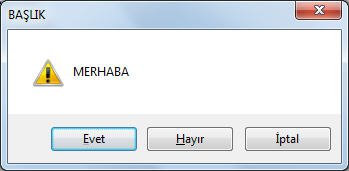 BAŞLIK
MERHABA
Evet
Hayır
İptal